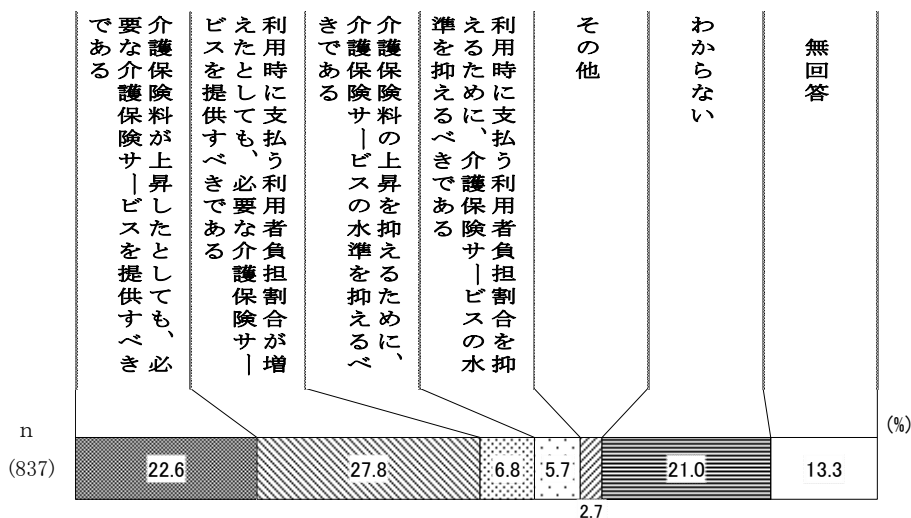 介護保険料が上昇したとしても、必
要な介護保険サービスを提供すべき
である
利用時に支払う利用者負担割合が増
えたとしても、必要な介護保険サー
ビスを提供すべきである
介護保険料の上昇を抑えるために、
介護保険サービスの水準を抑えるべ
きである
利用時に支払う利用者負担割合を抑
えるために、介護保険サービスの水
準を抑えるべきである
その他
わからない
無回答
(%)
n
(837)
22.6
27.8
6.8
5.7
2.7
21.0
13.3